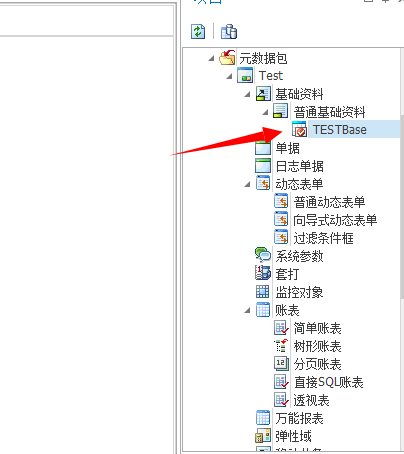 元数据包
Test
基础资料
普通基础资料
TESTBase
单据
日志单据
动态表单
普通动态表单
向导式动态表单
过滤条件框
系统参数
套打
监控对象
账表
简单账表
树形账表
12
分页账表
直接SQL账表
透视表
万能报表
弹性域